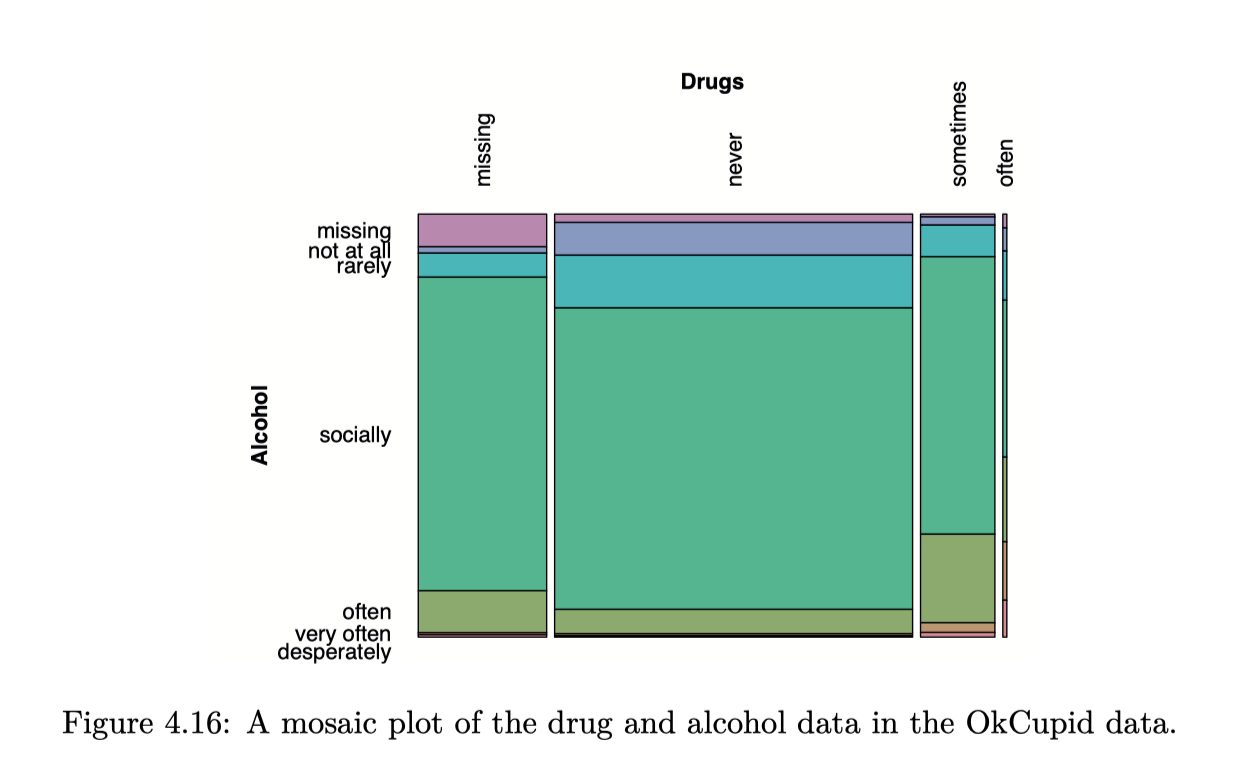 Drugs
missing
never
sometimes
often
Alcohol
missing
not at all
rarely
socially
often
very often
desperately
Figure 4.16: A mosaic plot of the drug and alcohol data in the OkCupid data.